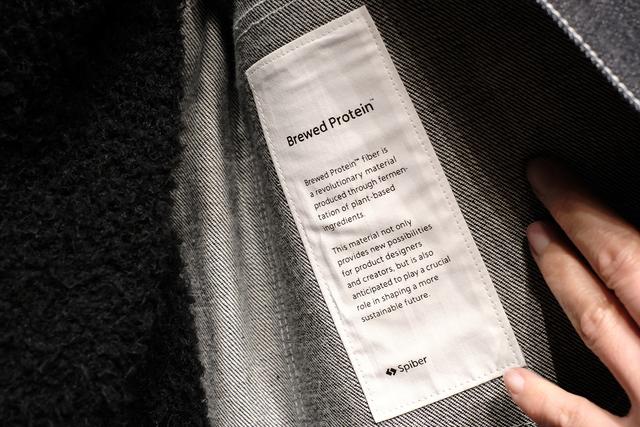 Brewed Protein™
Brewed Protein™ fiber is
a revolutionary material
produced through fermen-
tation of plant-based
ingredients.
This material not only
provides new possibilities
for product designers
and creators, but is also
anticipated to play a crucial
role in shaping a more
sustainable future.
Spiber